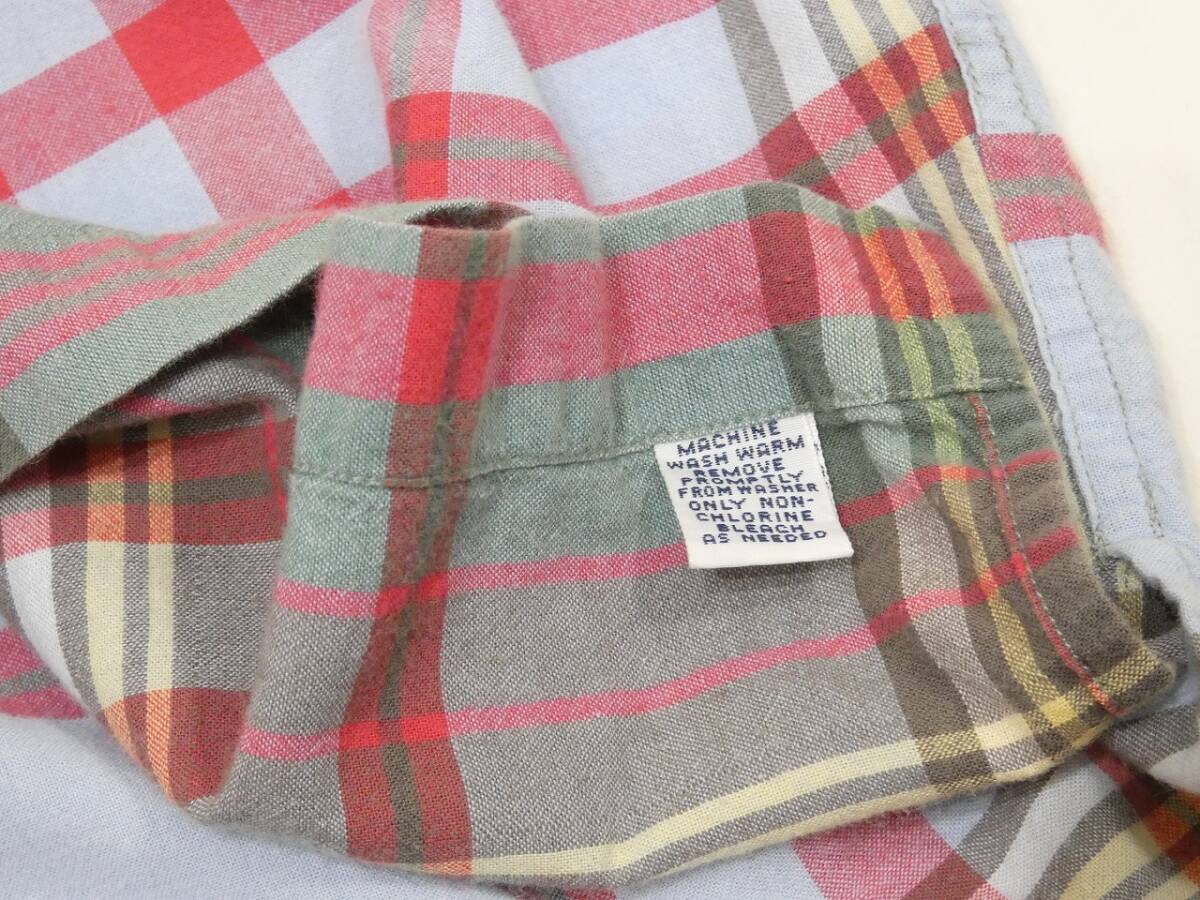 MACHINE
WASH WARM
REMOVE
PROMPTLY
FROM WASHER
ONLY NON-
CHLORINE
BLEACH
AS NEEDED